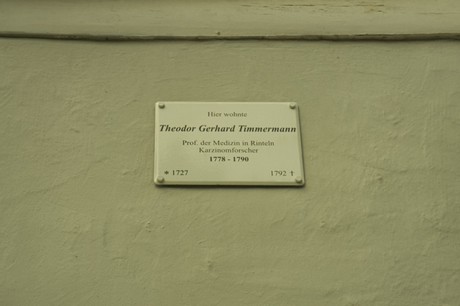 Hier wohnte
Theodor Gerhard Timmermann
Prof. der Medizin in Rinteln
Karzinomforscher
1778 - 1790
* 1727 1792 †